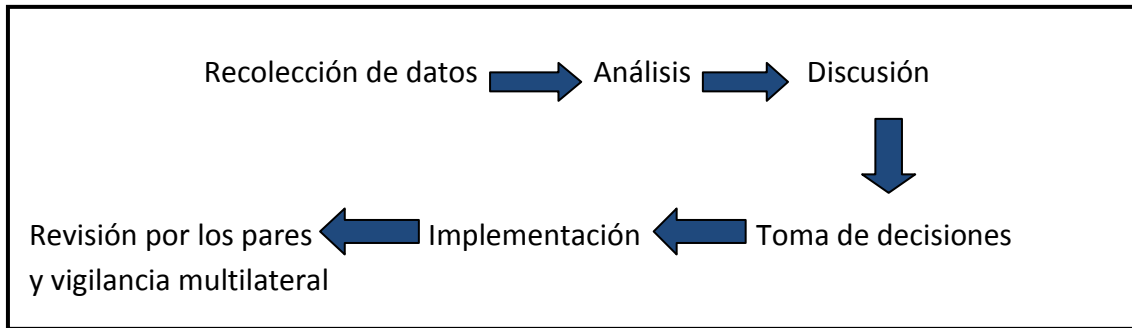 Recolección de datos
Análisis
Discusión
Toma de decisiones
Implementación
Revisión por los pares
y vigilancia multilateral